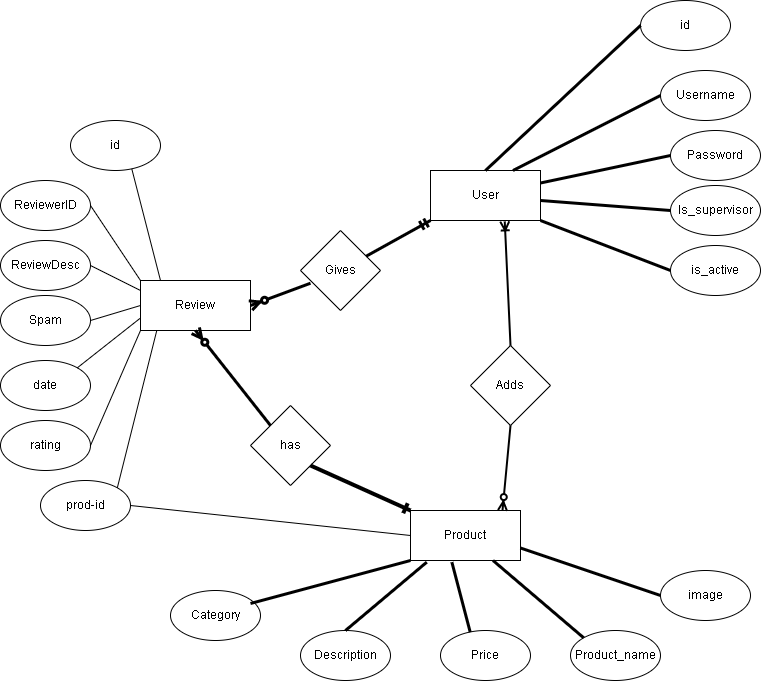 id
Username
id
Password
User
ReviewerID
Is_supervisor
ReviewDesc
Gives
is_active
Review
Spam
date
Adds
rating
has
prod-id
Product
image
Category
Description
Price
Product_name